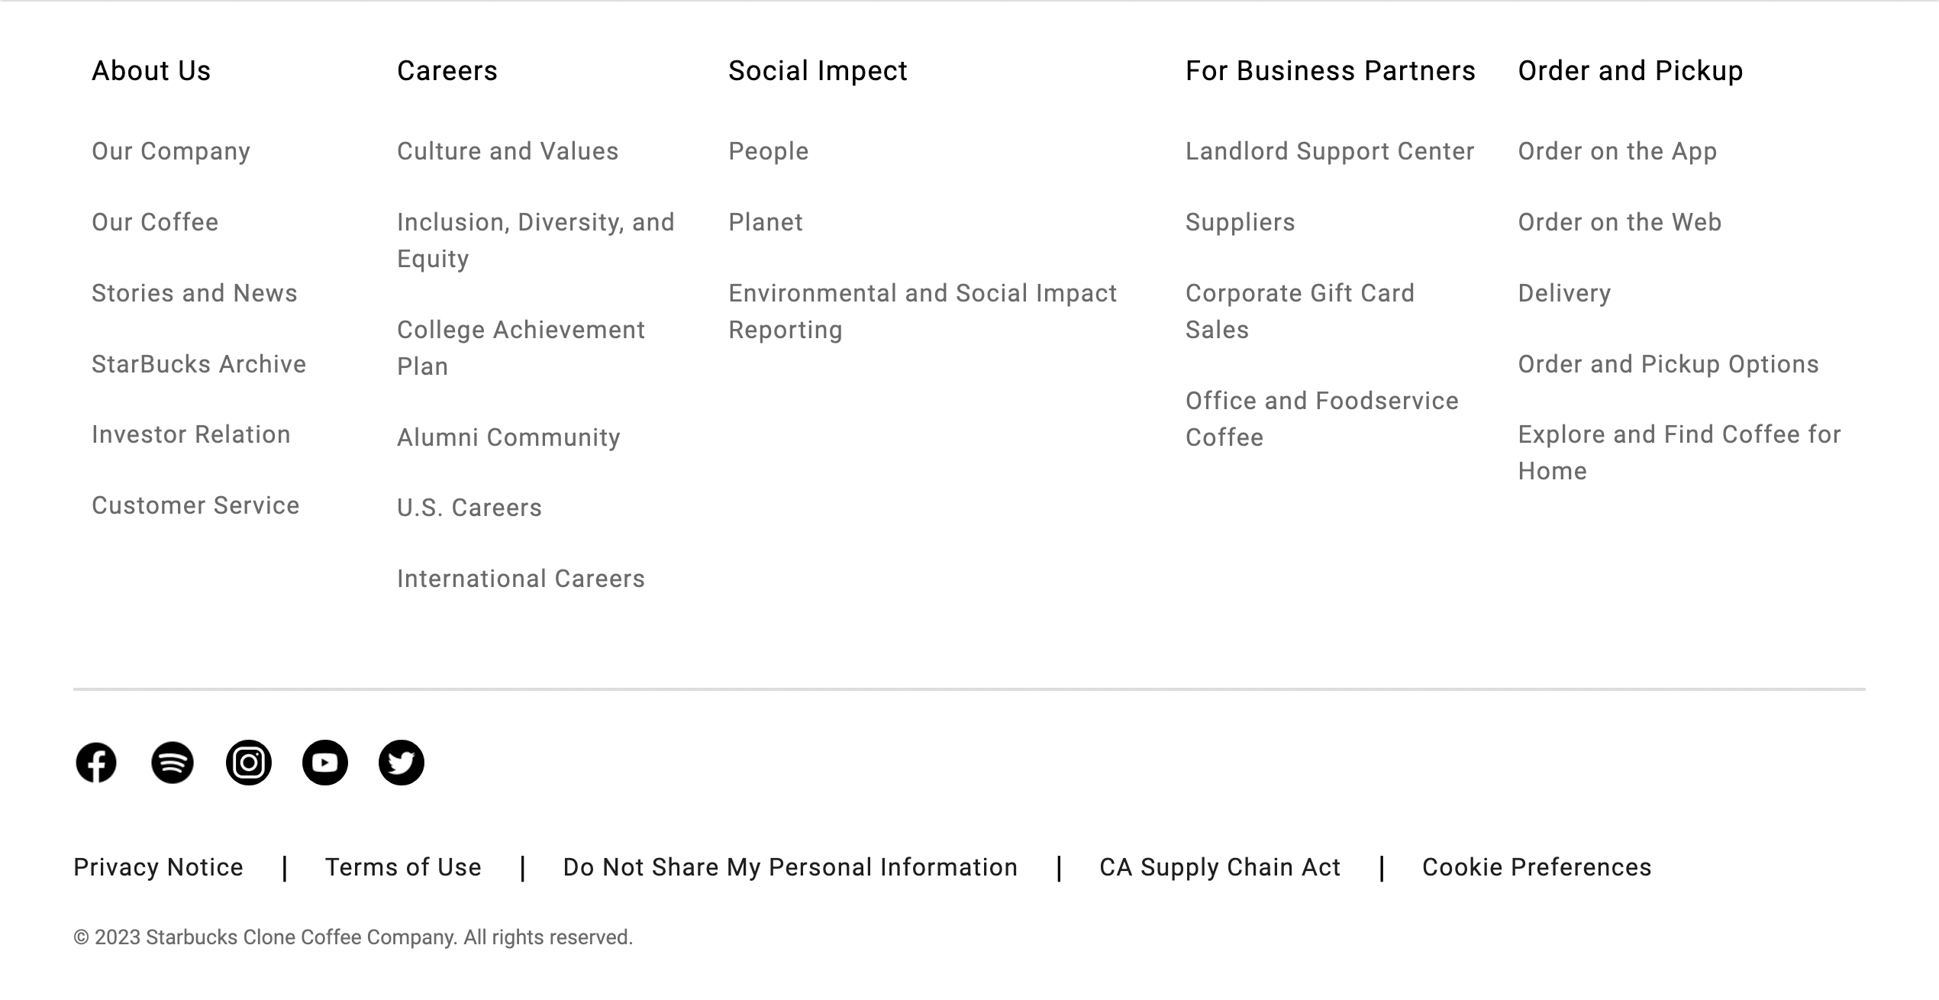 About Us
Our Company
Our Coffee
Stories and News
StarBucks Archive
Investor Relation
Customer Service
Careers
Culture and Values
Inclusion, Diversity, and
Equity
College Achievement
Plan
Alumni Community
U.S. Careers
International Careers
Social Impact
People
Planet
Environmental and Social Impact
Reporting
For Business Partners
Landlord Support Center
Suppliers
Corporate Gift Card
Sales
Office and Foodservice
Coffee
Order and Pickup
Order on the App
Order on the Web
Delivery
Order and Pickup Options
Explore and Find Coffee for
Home
Privacy Notice | Terms of Use | Do Not Share My Personal Information | CA Supply Chain Act | Cookie Preferences
© 2023 Starbucks Clone Coffee Company. All rights reserved.